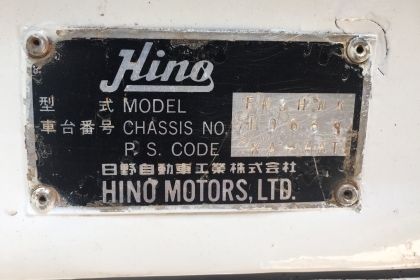 Hino
型式 MODEL
車台番号 CHASSIS NO.
P. S. CODE
日野自動車工業株式会社
HINO MOTORS, LTD.